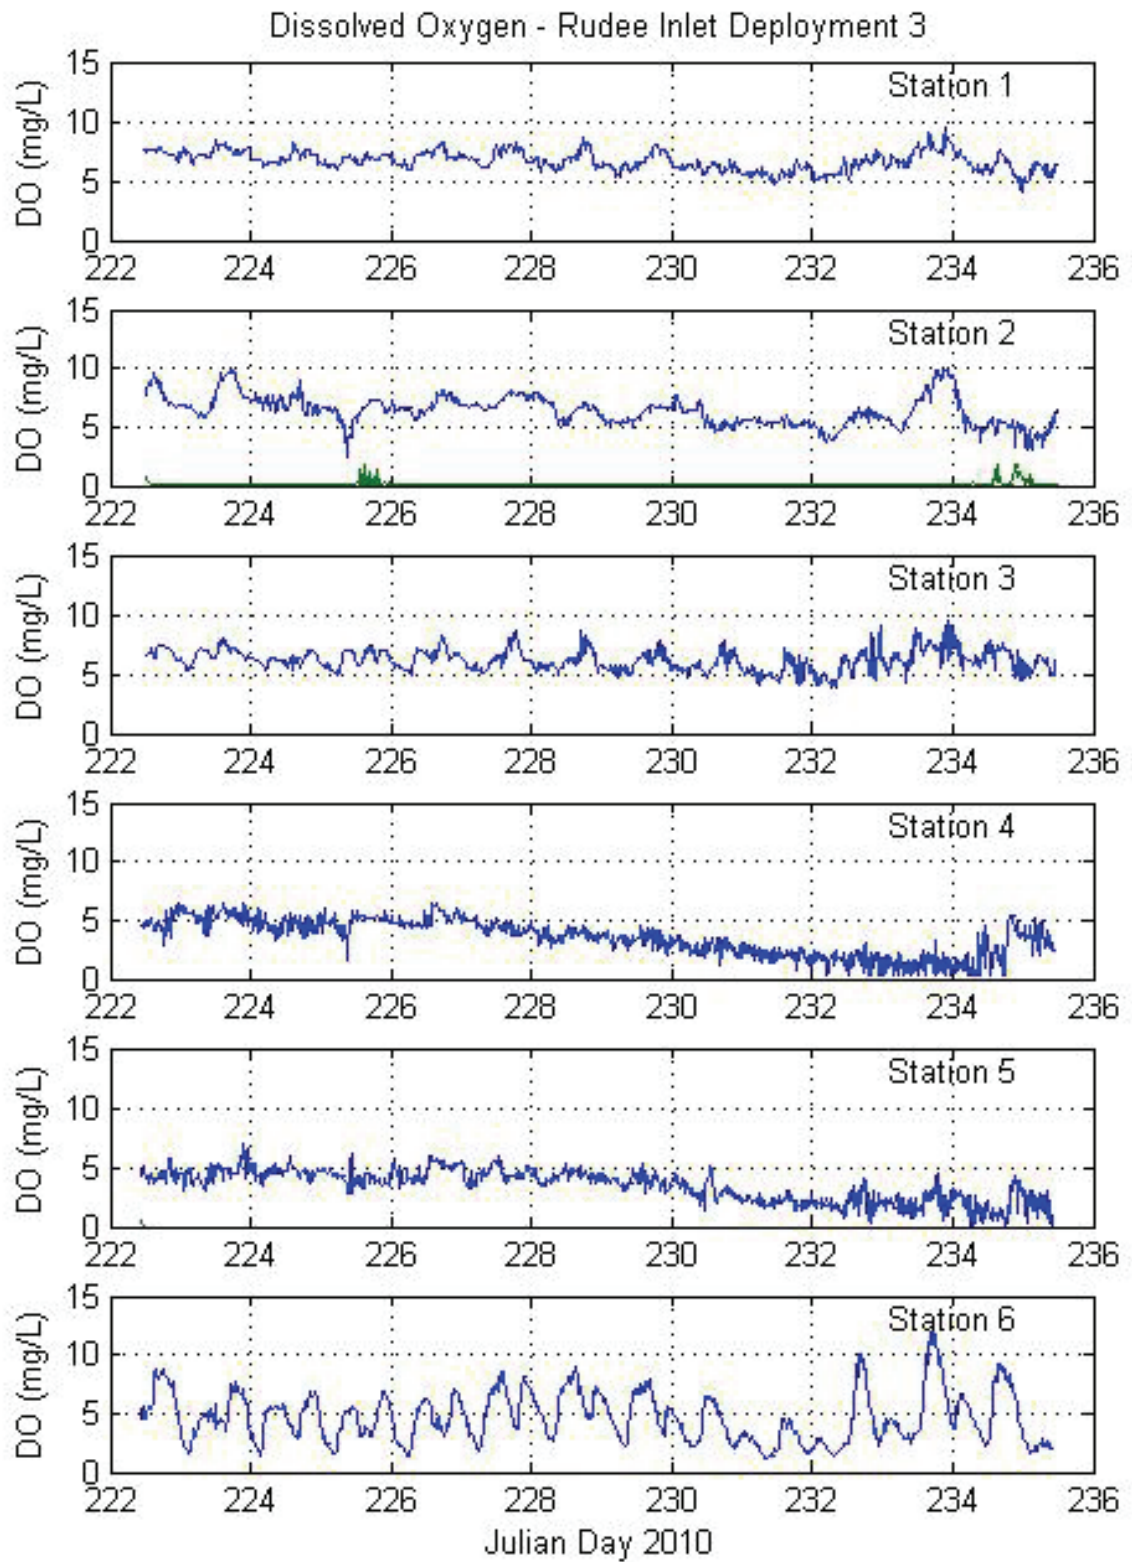 Dissolved Oxygen - Rudee Inlet Deployment 3
Station 1
DO (mg/L)
15
10
5
0
222 224 226 228 230 232 234 236
Station 2
DO (mg/L)
15
10
5
0
222 224 226 228 230 232 234 236
Station 3
DO (mg/L)
15
10
5
0
222 224 226 228 230 232 234 236
Station 4
DO (mg/L)
15
10
5
0
222 224 226 228 230 232 234 236
Station 5
DO (mg/L)
15
10
5
0
222 224 226 228 230 232 234 236
Station 6
DO (mg/L)
15
10
5
0
222 224 226 228 230 232 234 236
Julian Day 2010